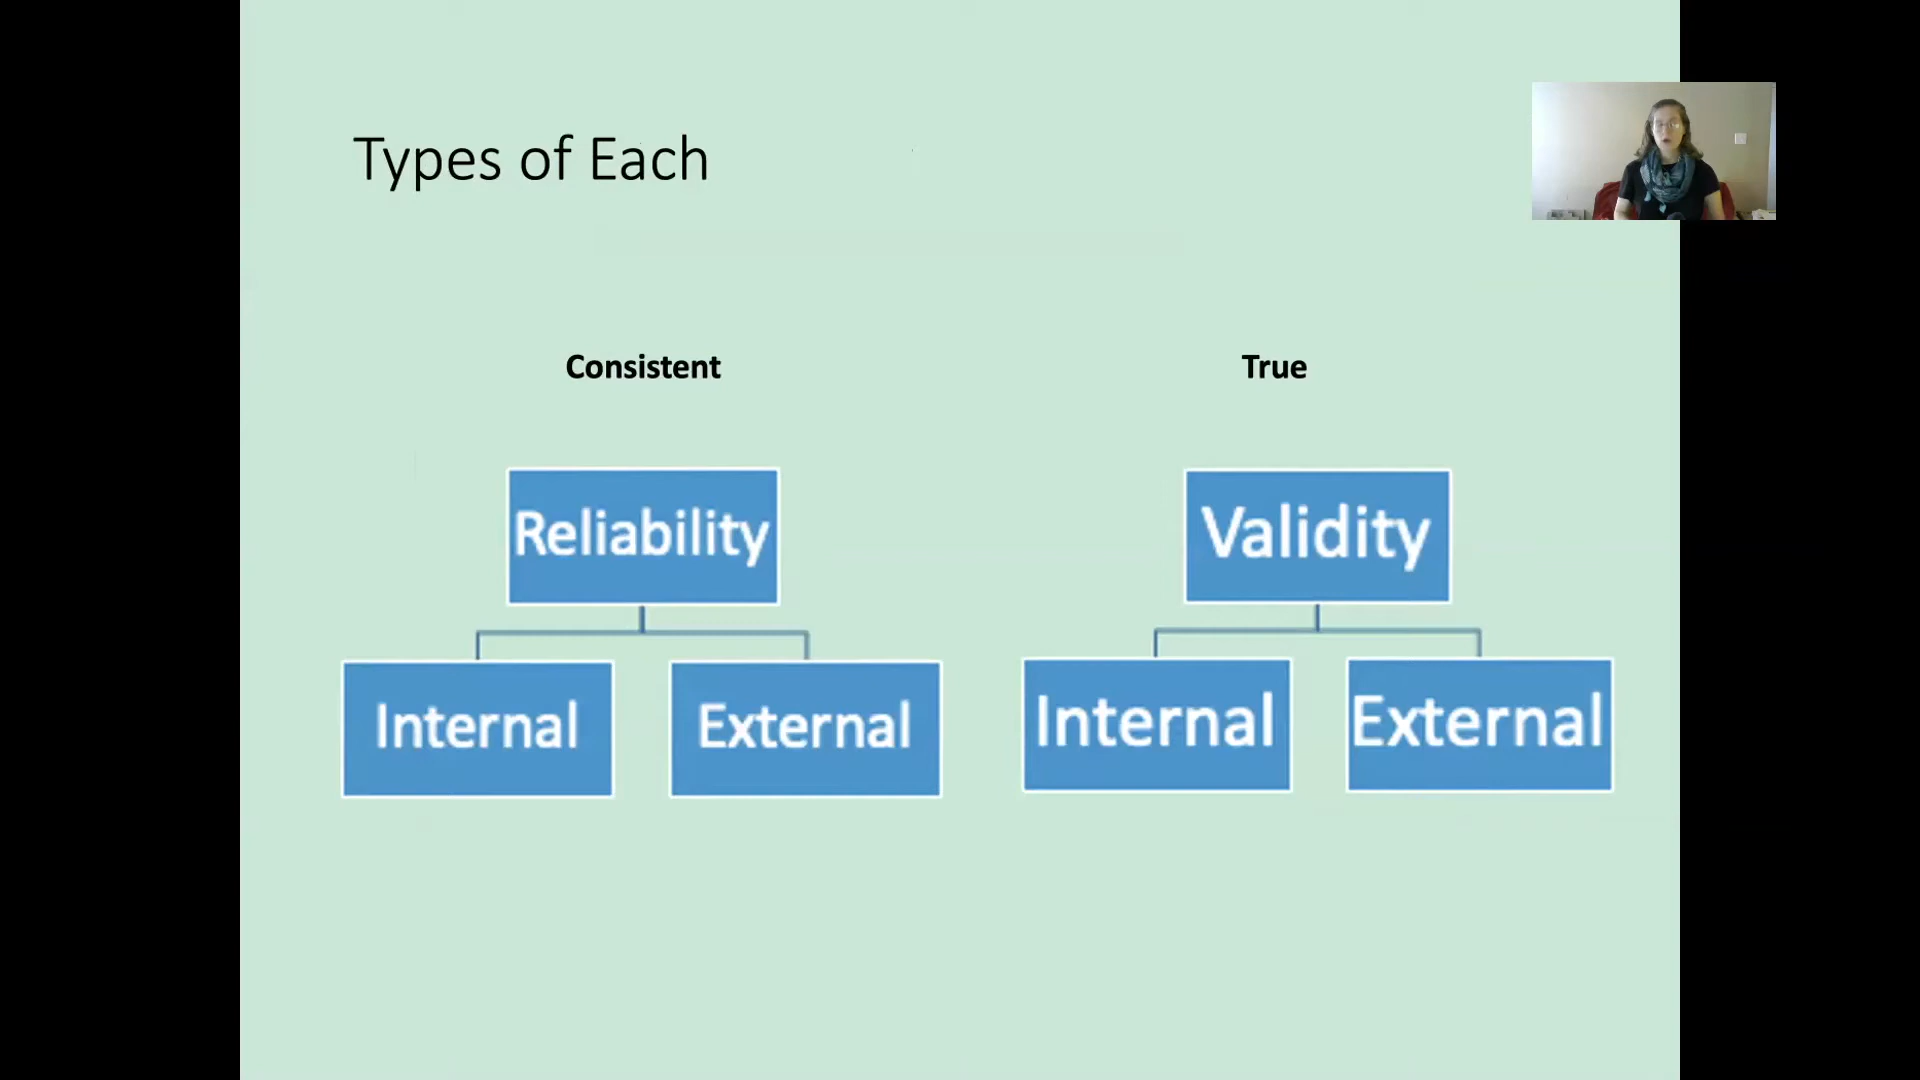 Types of Each
Consistent
True
Reliability
Validity
Internal
External
Internal
External